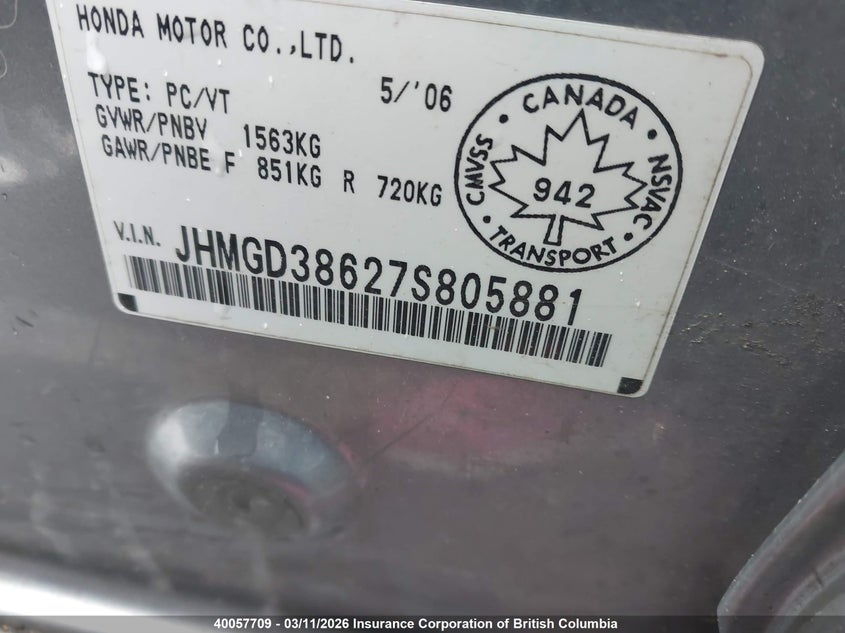 HONDA MOTOR CO.,LTD.
5/'06
TYPE: PC/VT
GVWR/PNBV 1563KG
GAWR/PNBE F 851KG R 720KG
CANADA
CMVSS
NSVAC
942
TRANSPORT
V.I.N. JHMGD38627S805881
40057709 - 03/11/2026 Insurance Corporation of British Columbia